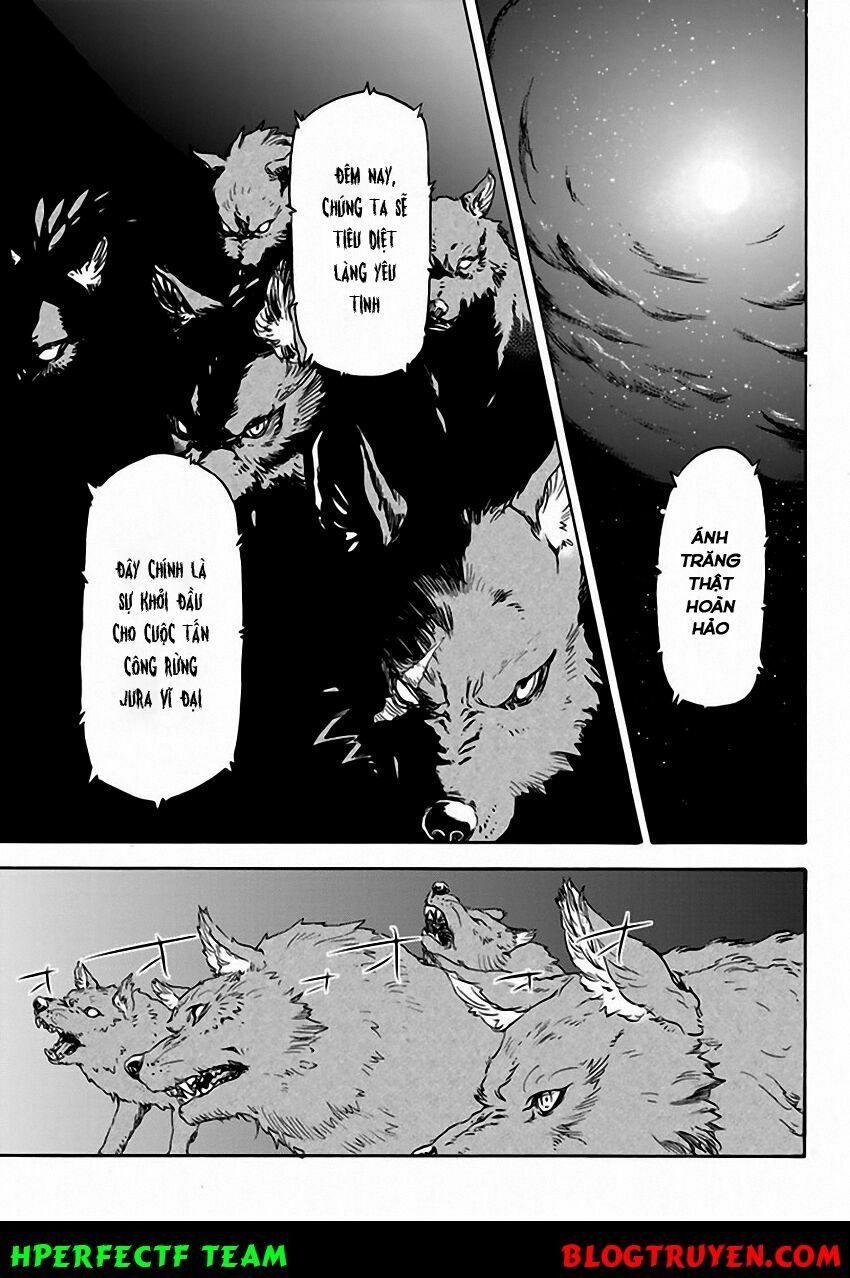 ÁNH
TRĂNG
THẬT
HOÀN
HẢO
ĐÊM NAY,
CHÚNG TA SẼ
TIÊU DIỆT
LÀNG YÊU
TINH
ĐÂY CHÍNH LÀ
SỰ KHỞI ĐẦU
CHO CUỘC TẤN
CÔNG RỪNG
JURA VĨ ĐẠI
HPERFECTF TEAM
BLOGTRUYEN.COM